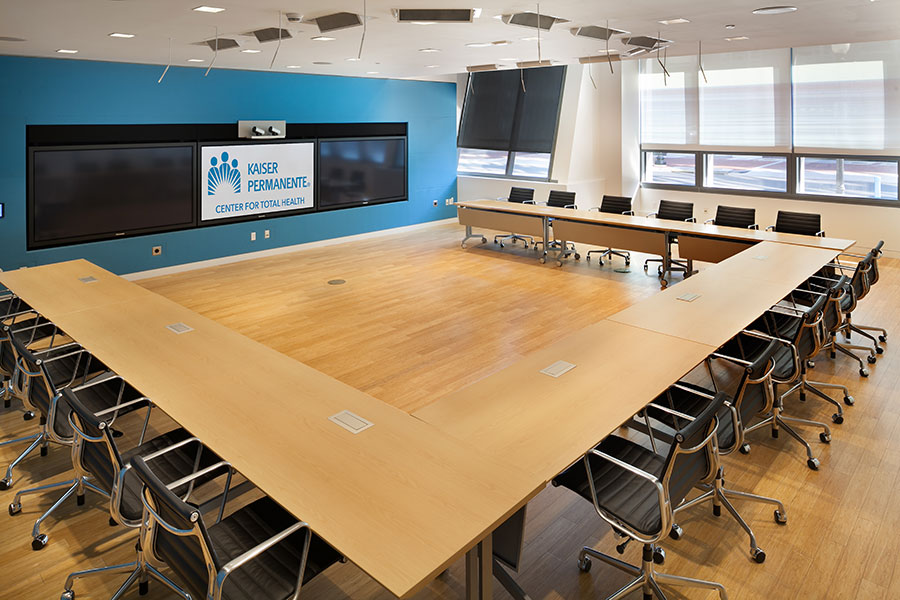 KAISER
PERMANENTE®
CENTER FOR TOTAL HEALTH